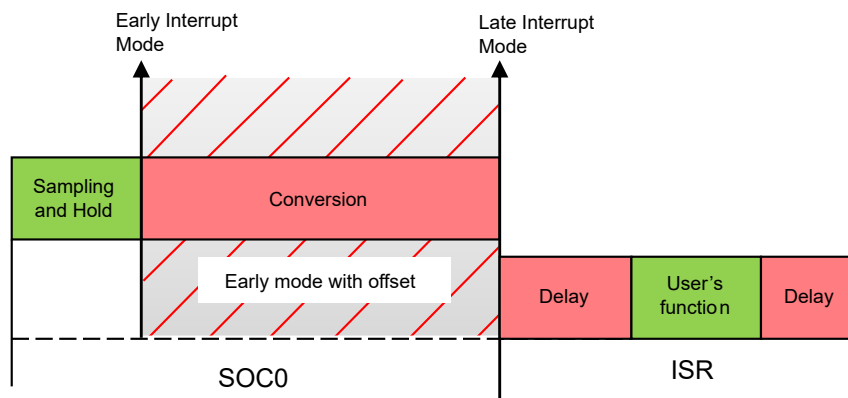 Early Interrupt
Mode
Late Interrupt
Mode
Sampling
and Hold
Conversion
Early mode with offset
Delay
User's
function
Delay
SOC0
ISR